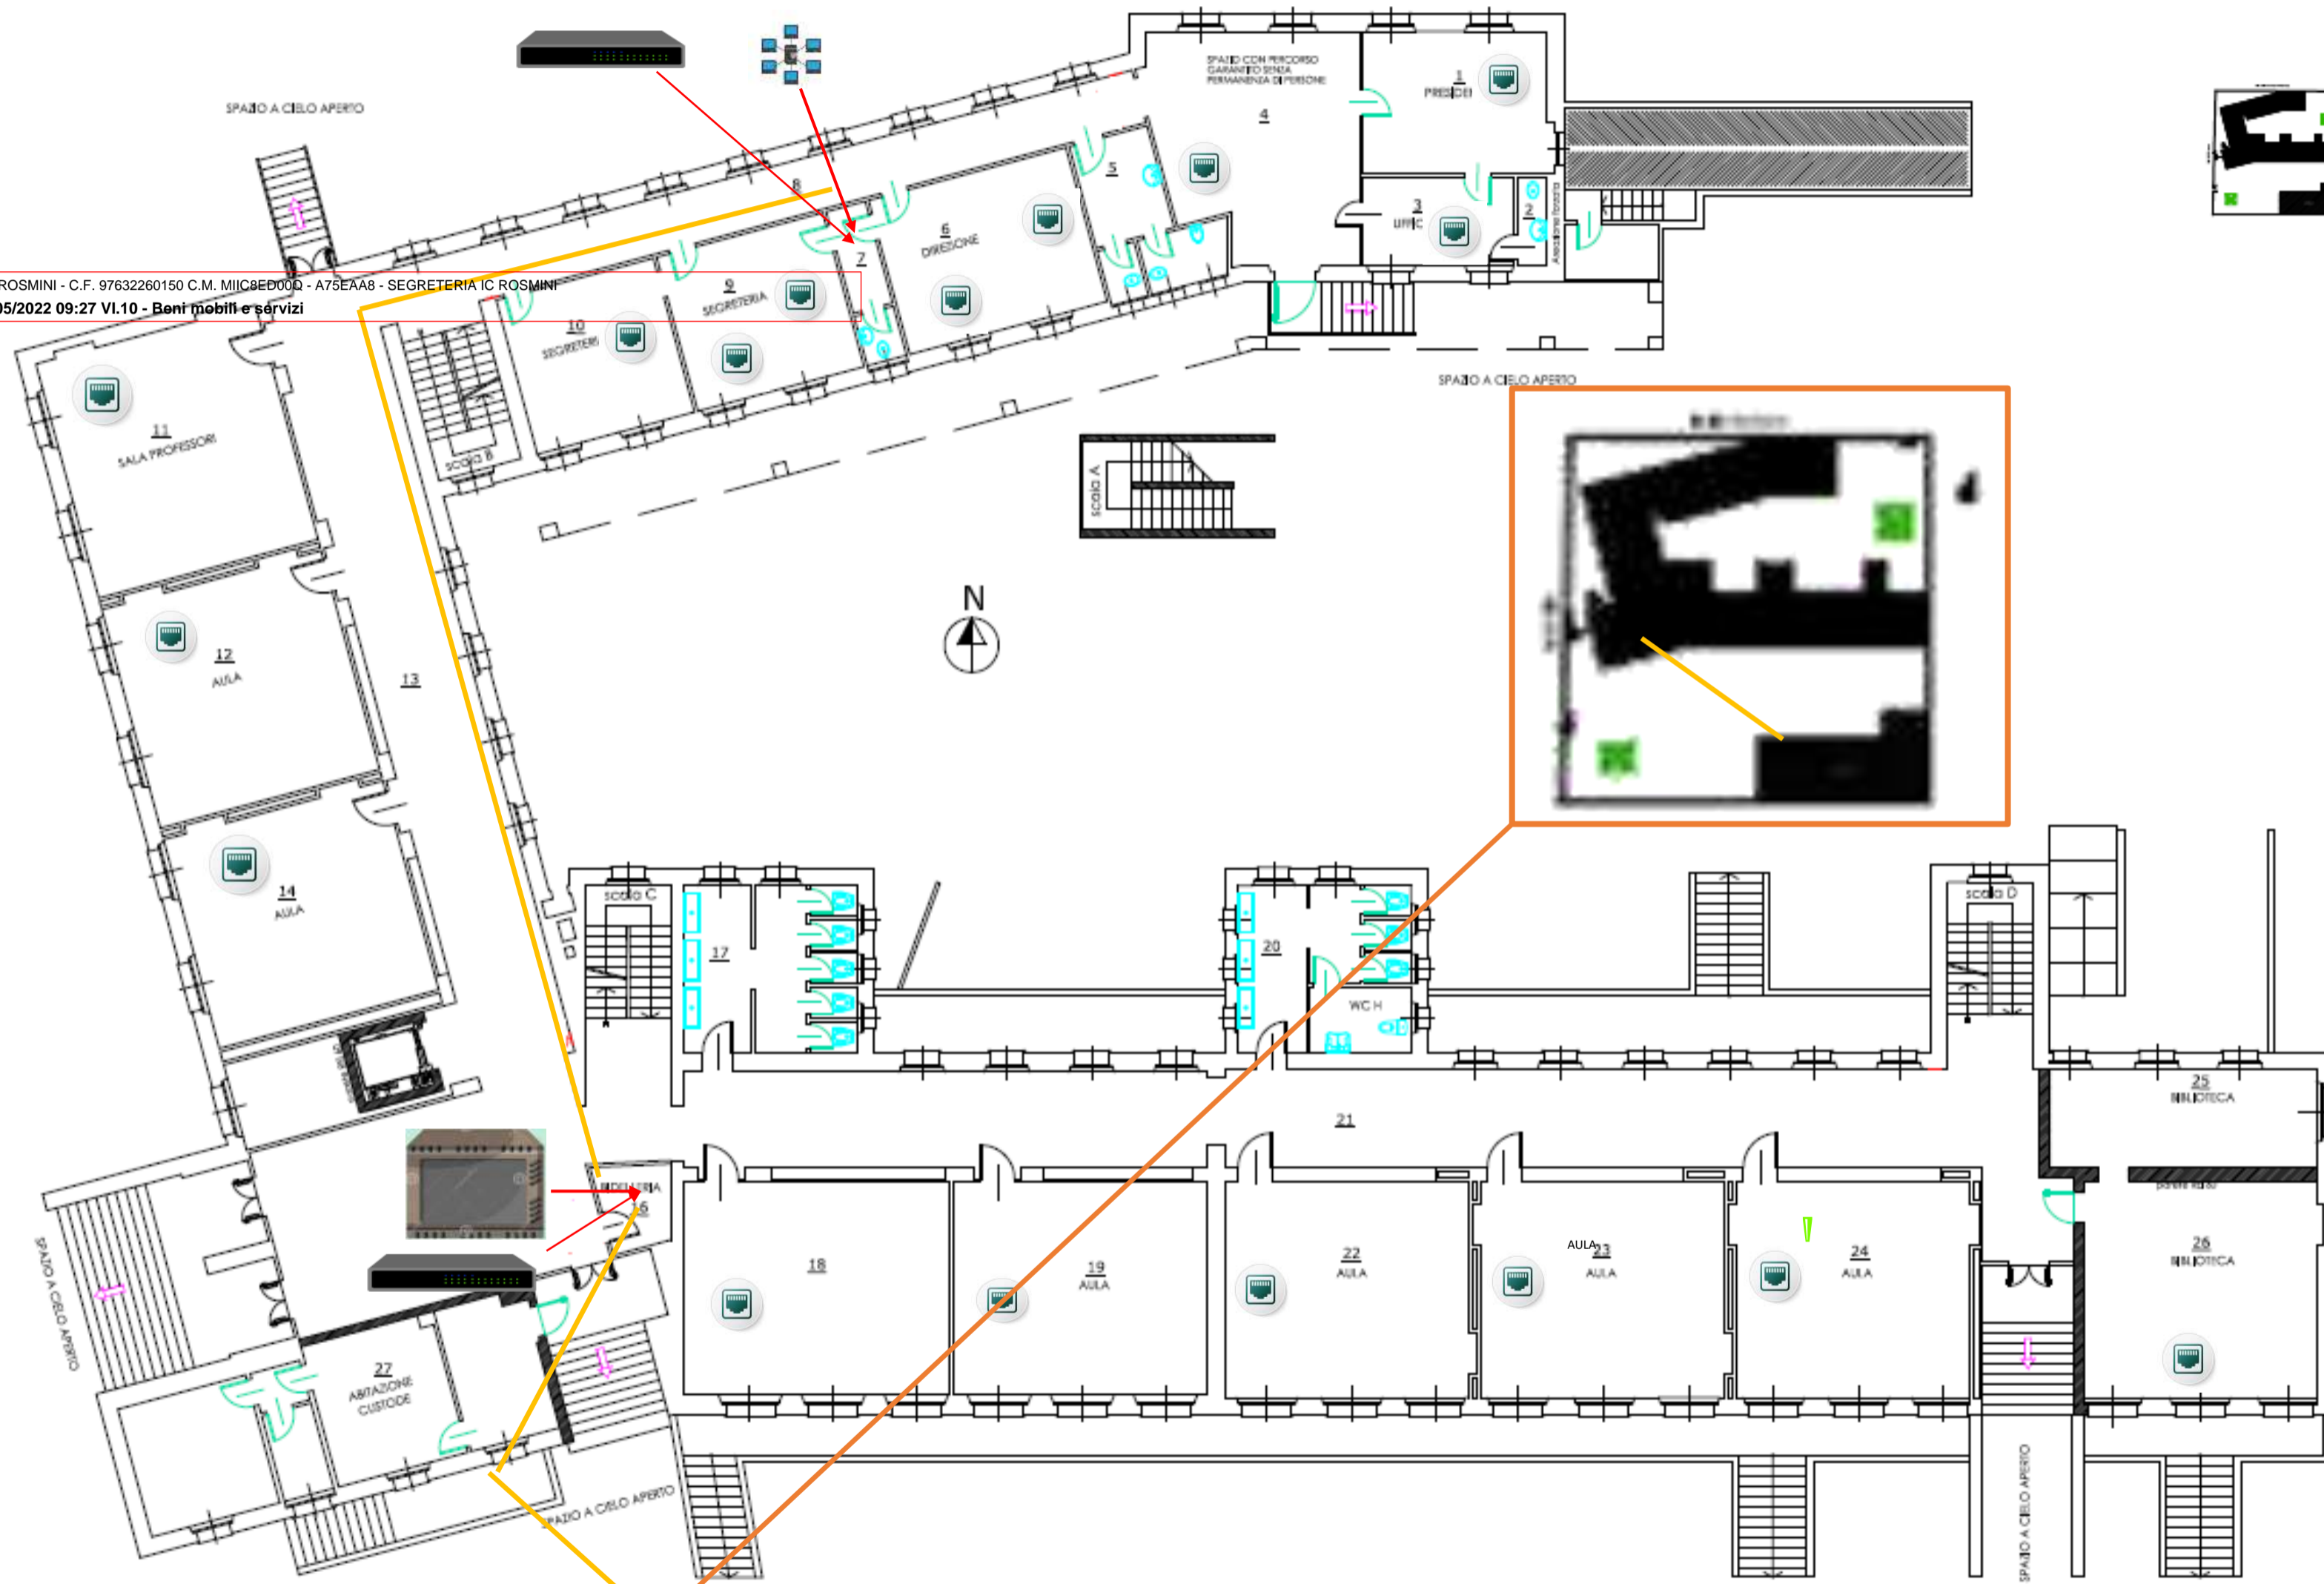 SPAZIO A CIELO APERTO
SPAZIO CON PERCORSO
GARANTITO SENZA
PERMANENZA DI PERSONE
4
1
PRESIDEN
5
8
3
UFFIC
2
6
DIREZIONE
7
ROSMINI - C.F. 97632260150 C.M. MIIC8ED00Q - A75EAA8 - SEGRETERIA IC ROSMINI
05/2022 09:27 VI.10 - Beni mobili e servizi
9
SEGRETERIA
10
SEGRETERI
SPAZIO A CIELO APERTO
11
SALA PROFESSORI
scala B
scala A
N
12
AULA
13
14
AULA
scala C
17
20
WC H
scala D
21
25
BIBLIOTECA
BIDELLERIA
16
18
19
AULA
22
AULA
AULA
23
AULA
24
AULA
26
BIBLIOTECA
SPAZIO A CIELO APERTO
27
ABITAZIONE
CUSTODE
SPAZIO A CIELO APERTO
SPAZIO A CIELO APERTO